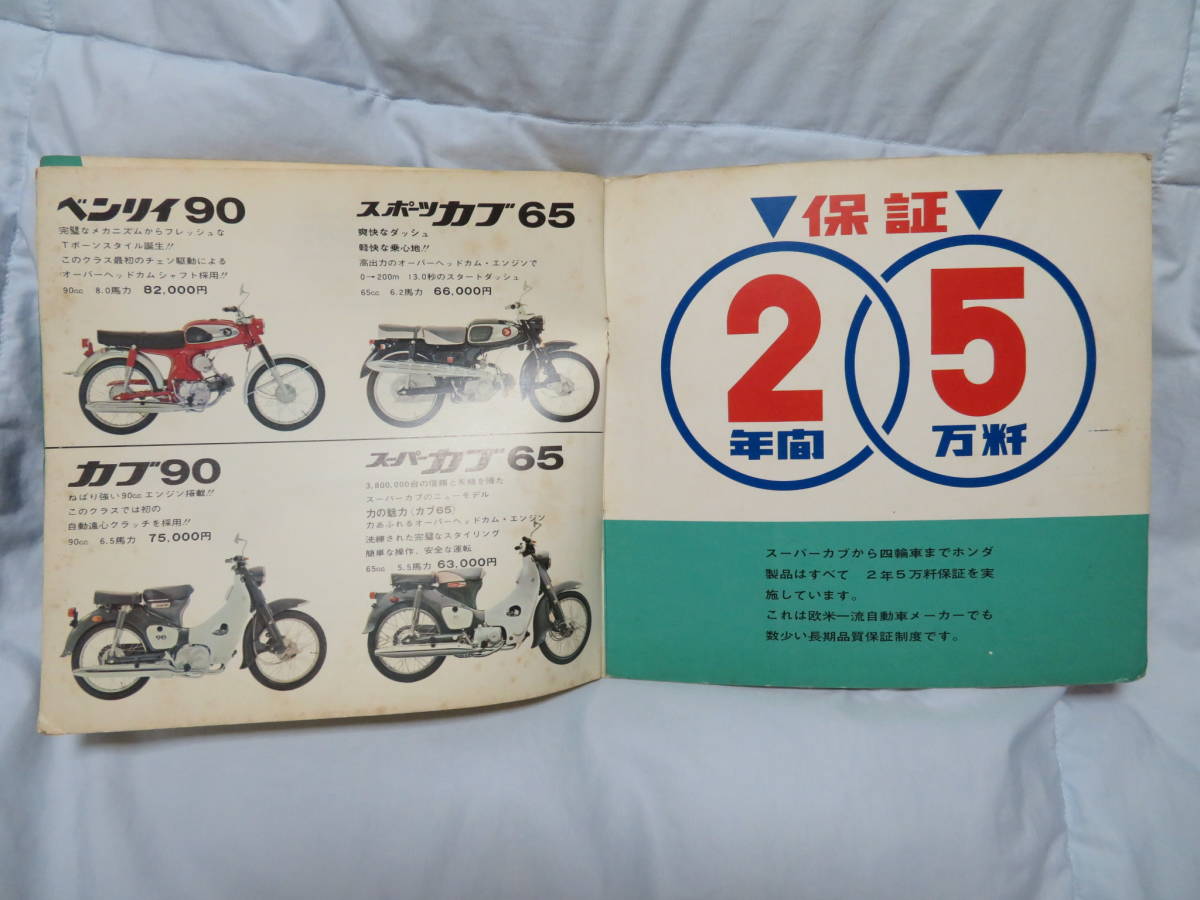 ベンリイ90
完璧なメカニズムからフレッシュな
Tボーンスタイル誕生!!
このクラス最初のチェン駆動による
オーバーヘッドカムシャフト採用!!
90cc 8.0馬力 82,000円
スポーツカブ65
爽快なダッシュ
軽快な乗心地!!
高出力のオーバーヘッドカム・エンジンで
0→200m 13.0秒のスタートダッシュ
65cc 6.2馬力 66,000円
カブ90
ねばり強い90ccエンジン搭載!!
このクラスでは初の
自動遠心クラッチを採用!!
90cc 6.5馬力 75,000円
90
スーパーカブ65
3,800,000台の信頼と実績を得た
スーパーカブのニューモデル
力の魅力(カブ65)
力あふれるオーバーヘッドカム・エンジン
洗練された完璧なスタイリング
簡単な操作、安全な運転
65cc 5.5馬力 63,000円
保証
2年間
5万粁
スーパーカブから四輪車までホンダ
製品はすべて 2年5万粁保証を実
施しています。
これは欧米一流自動車メーカーでも
数少い長期品質保証制度です。